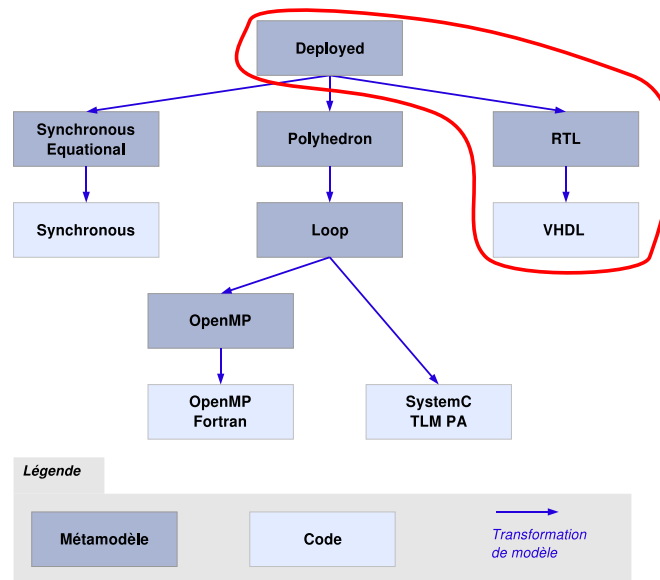 Deployed
Synchronous
Equational
Polyhedron
RTL
Synchronous
Loop
VHDL
OpenMP
OpenMP
Fortran
SystemC
TLM PA
Légende
Métamodèle
Code
Transformation
de modèle